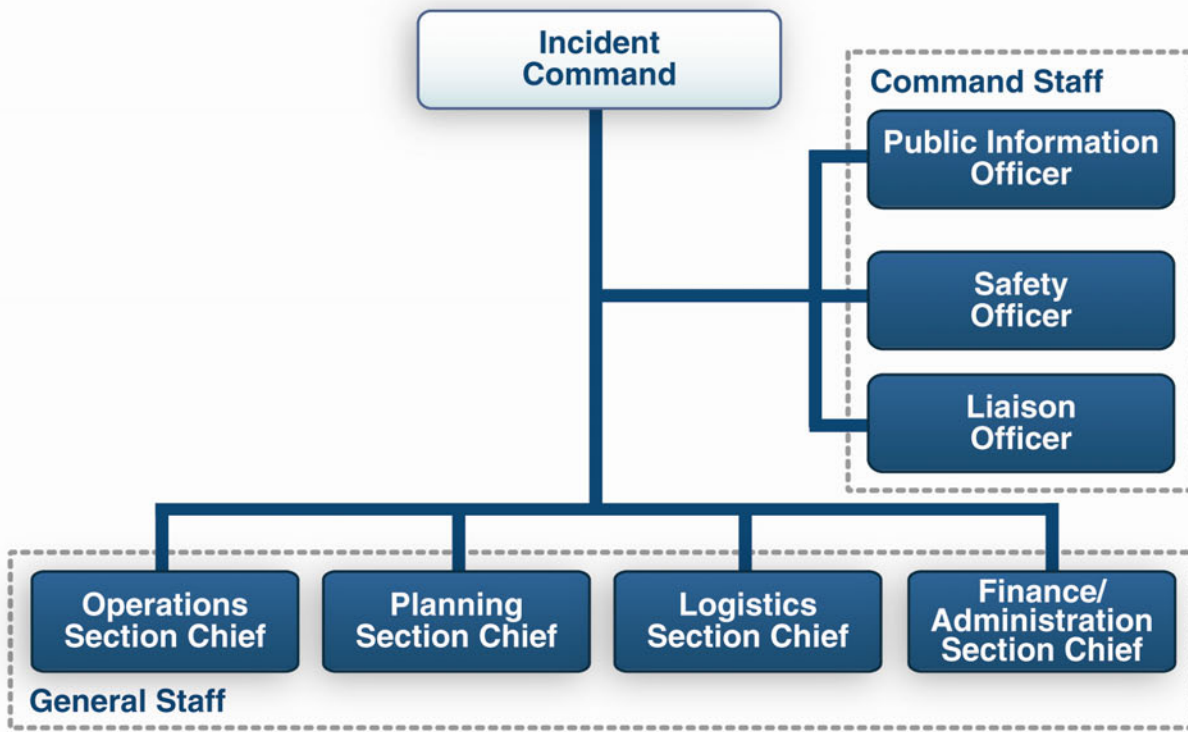 Incident
Command
Command Staff
Public Information
Officer
Safety
Officer
Liaison
Officer
Operations
Section Chief
Planning
Section Chief
Logistics
Section Chief
Finance/
Administration
Section Chief
General Staff